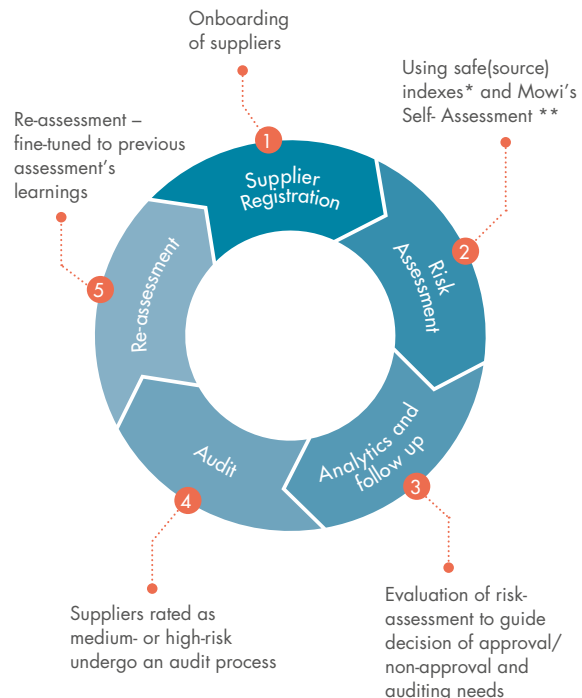 Onboarding
of suppliers
1
Supplier
Registration
Using safe(source)
indexes* and Mowi's
Self- Assessment **
2
Risk
Assessment
Analytics and
follow up
3
Evaluation of risk-
assessment to guide
decision of approval/
non-approval and
auditing needs
Audit
4
Suppliers rated as
medium- or high-risk
undergo an audit process
Re-assessment –
fine-tuned to previous
assessment's
learnings
5
Re-assessment